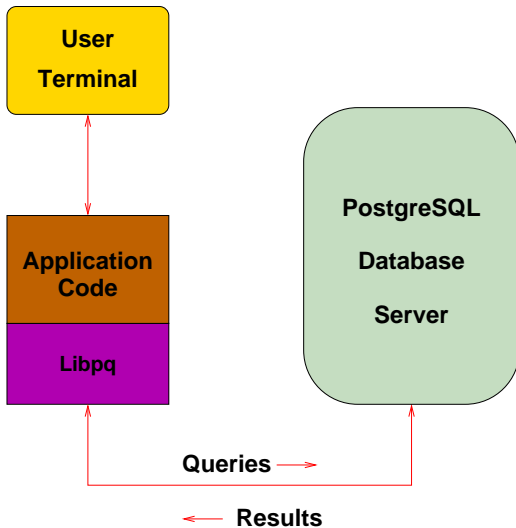 User
Terminal
PostgreSQL
Database
Server
Application
Code
Libpq
Queries
Results